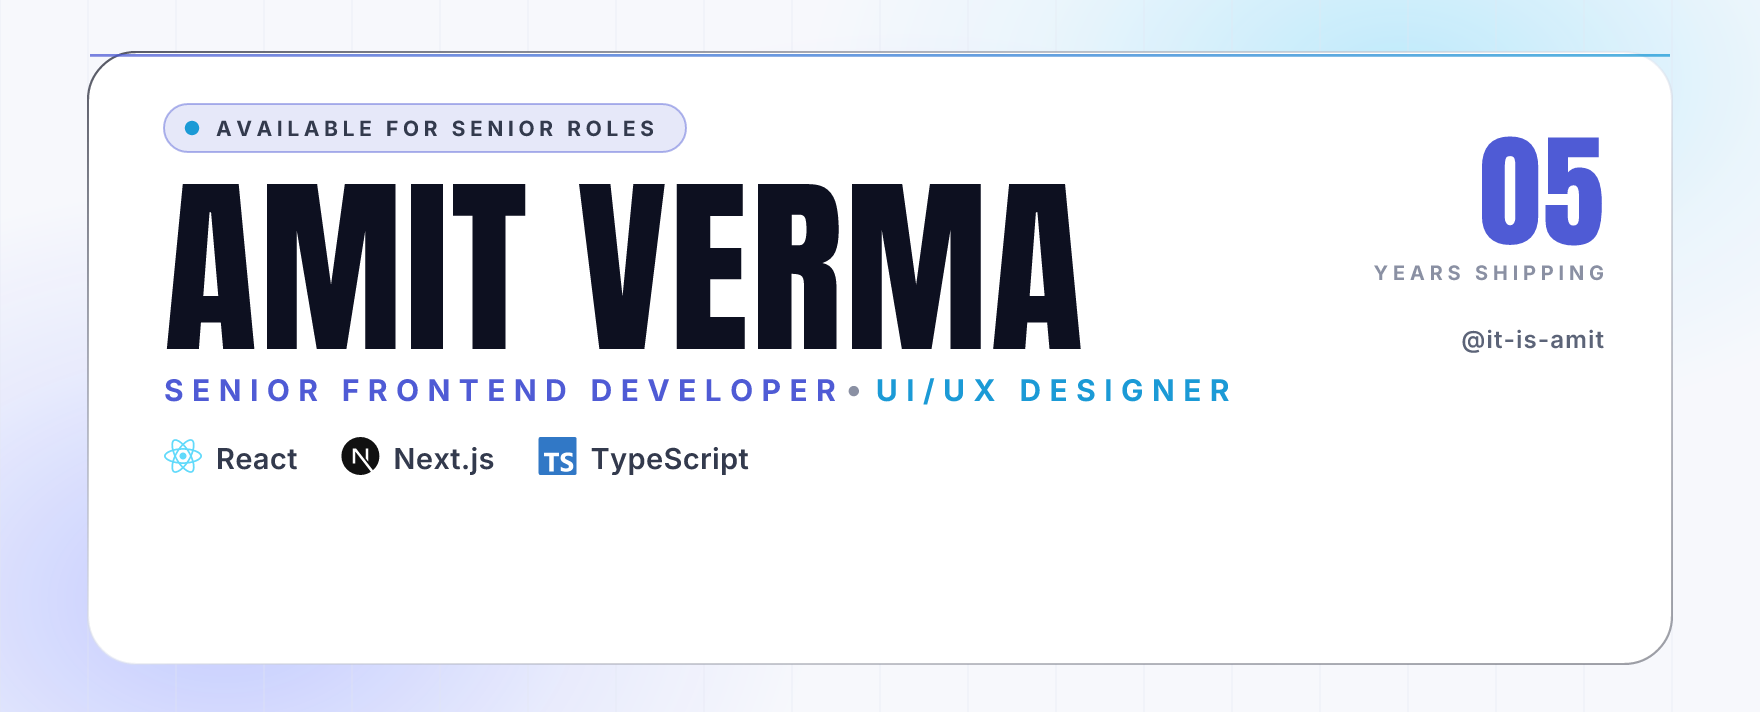 AVAILABLE FOR SENIOR ROLES
AMIT VERMA
SENIOR FRONTEND DEVELOPER • UI/UX DESIGNER
React N Next.js TS TypeScript
05
YEARS SHIPPING
@it-is-amit